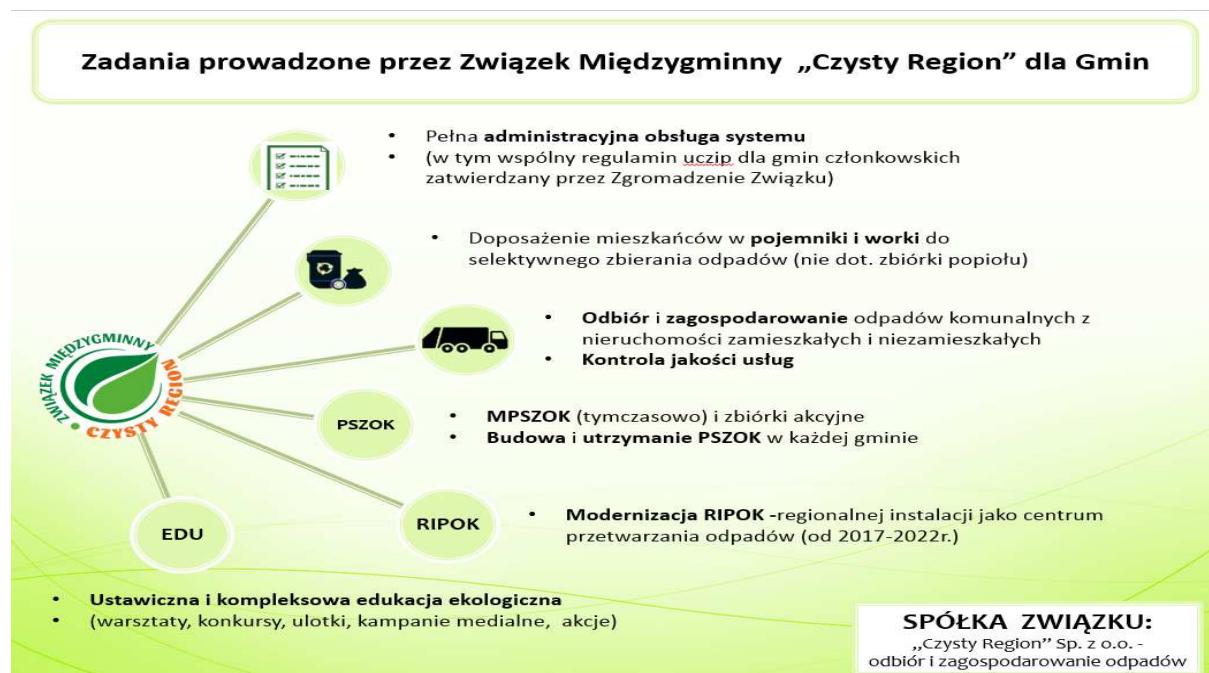 Zadania prowadzone przez Związek Międzygminny „Czysty Region” dla Gmin
• Pełna administracyjna obsługa systemu
• (w tym wspólny regulamin uczip dla gmin członkowskich
zatwierdzany przez Zgromadzenie Związku)
• Doposażenie mieszkańców w pojemniki i worki do
selektywnego zbierania odpadów (nie dot. zbiórki popiołu)
• Odbiór i zagospodarowanie odpadów komunalnych z
nieruchomości zamieszkałych i niezamieszkałych
• Kontrola jakości usług
ZWIĄZEK MIĘDZYGMINNY
CZYSTY REGION
PSZOK
• MPSZOK (tymczasowo) i zbiórki akcyjne
• Budowa i utrzymanie PSZOK w każdej gminie
RIPOK
• Modernizacja RIPOK -regionalnej instalacji jako centrum
przetwarzania odpadów (od 2017-2022r.)
EDU
• Ustawiczna i kompleksowa edukacja ekologiczna
• (warsztaty, konkursy, ulotki, kampanie medialne, akcje)
SPÓŁKA ZWIĄZKU:
„Czysty Region” Sp. z o.o. -
odbiór i zagospodarowanie odpadów